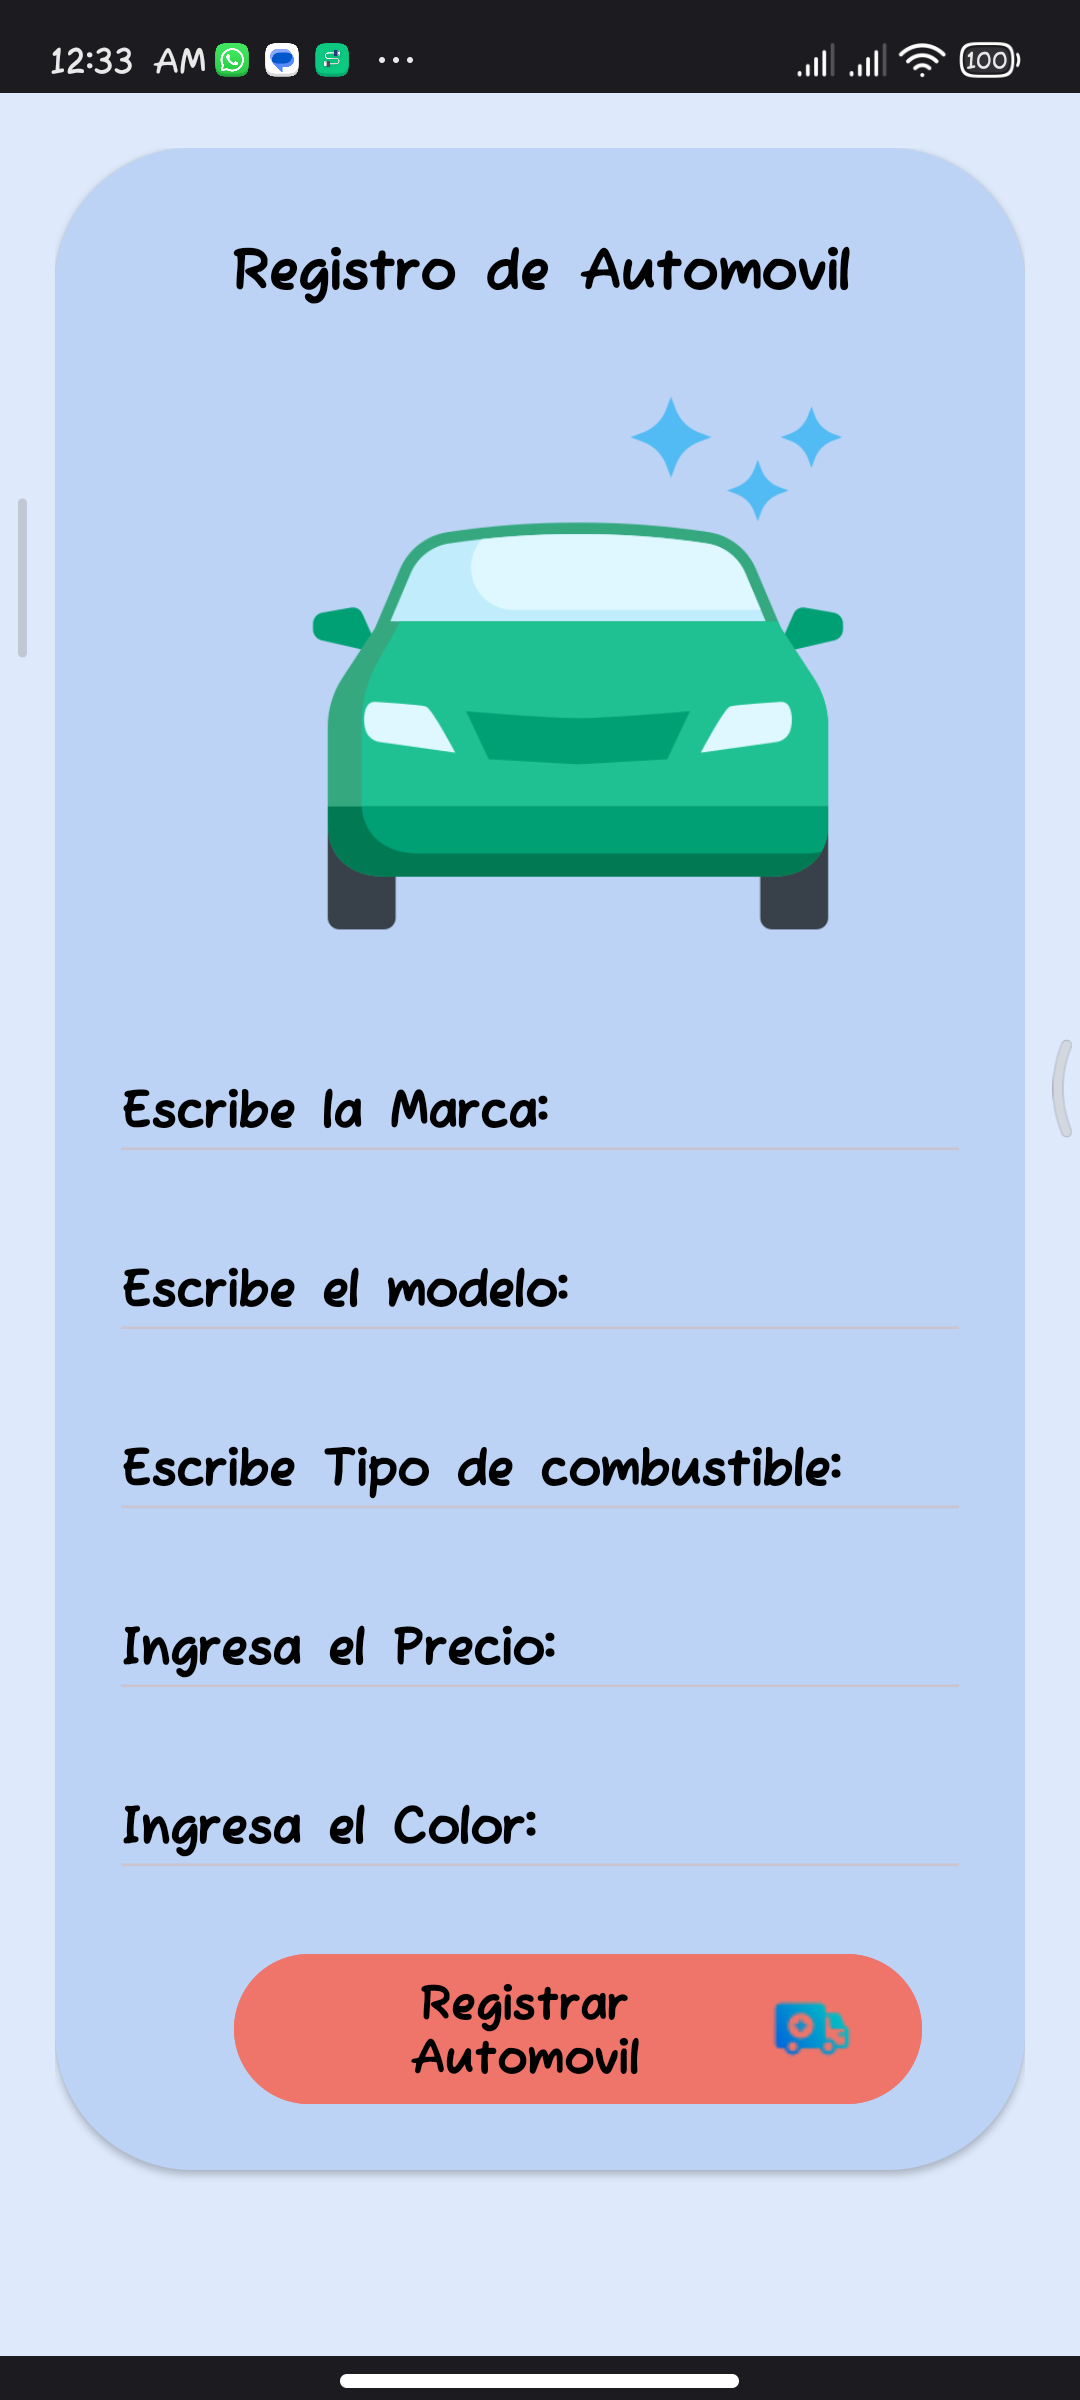 12:33 AM
100
Registro de Automovil
Escribe la Marca:
Escribe el modelo:
Escribe Tipo de combustible:
Ingresa el Precio:
Ingresa el Color:
Registrar
Automovil